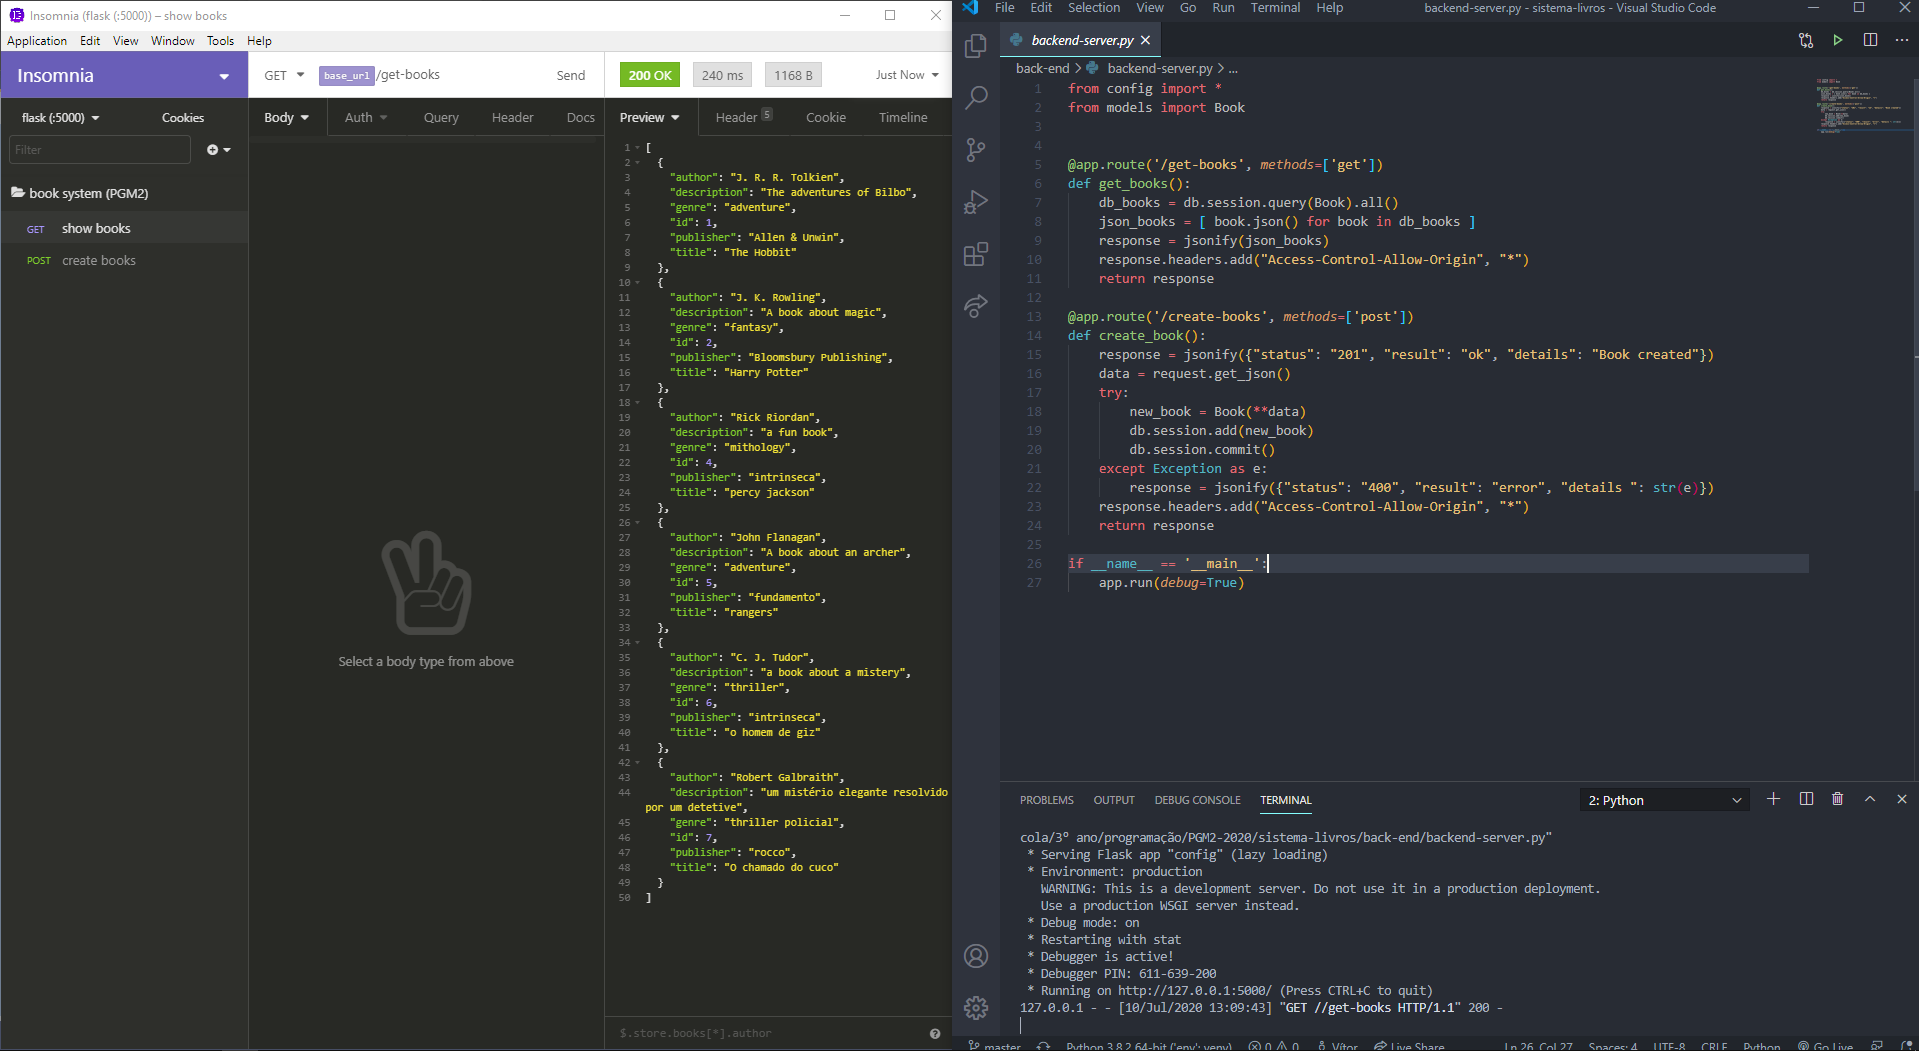 Insomnia (flask (:5000)) – show books
Application Edit View Window Tools Help
Insomnia
GET base_url/get-books Send
200 OK 240 ms 1168 B Just Now
flask (:5000) Cookies
Body Auth Query Header Docs
Preview Header 5 Cookie Timeline
Filter
book system (PGM2)
GET show books
POST create books
Select a body type from above
1 [
2 {
3 "author": "J. R. R. Tolkien",
4 "description": "The adventures of Bilbo",
5 "genre": "adventure",
6 "id": 1,
7 "publisher": "Allen & Unwin",
8 "title": "The Hobbit"
9 },
10 {
11 "author": "J. K. Rowling",
12 "description": "A book about magic",
13 "genre": "fantasy",
14 "id": 2,
15 "publisher": "Bloomsbury Publishing",
16 "title": "Harry Potter"
17 },
18 {
19 "author": "Rick Riordan",
20 "description": "a fun book",
21 "genre": "mithology",
22 "id": 4,
23 "publisher": "intrinseca",
24 "title": "percy jackson"
25 },
26 {
27 "author": "John Flanagan",
28 "description": "A book about an archer",
29 "genre": "adventure",
30 "id": 5,
31 "publisher": "fundamento",
32 "title": "rangers"
33 },
34 {
35 "author": "C. J. Tudor",
36 "description": "a book about a mistery",
37 "genre": "thriller",
38 "id": 6,
39 "publisher": "intrinseca",
40 "title": "o homem de giz"
41 },
42 {
43 "author": "Robert Galbraith",
44 "description": "um mistério elegante resolvido
por um detetive",
45 "genre": "thriller policial",
46 "id": 7,
47 "publisher": "rocco",
48 "title": "O chamado do cuco"
49 }
50 ]
$.store.books[*].author
File Edit Selection View Go Run Terminal Help
backend-server.py - sistema-livros - Visual Studio Code
backend-server.py
back-end > backend-server.py > ...
1 from config import *
2 from models import Book
3
4
5 @app.route('/get-books', methods=['get'])
6 def get_books():
7 db_books = db.session.query(Book).all()
8 json_books = [ book.json() for book in db_books ]
9 response = jsonify(json_books)
10 response.headers.add("Access-Control-Allow-Origin", "*")
11 return response
12
13 @app.route('/create-books', methods=['post'])
14 def create_book():
15 response = jsonify({"status": "201", "result": "ok", "details": "Book created"})
16 data = request.get_json()
17 try:
18 new_book = Book(**data)
19 db.session.add(new_book)
20 db.session.commit()
21 except Exception as e:
22 response = jsonify({"status": "400", "result": "error", "details ": str(e)})
23 response.headers.add("Access-Control-Allow-Origin", "*")
24 return response
25
26 if __name__ == '__main__':
27 app.run(debug=True)
PROBLEMS OUTPUT DEBUG CONSOLE TERMINAL 2: Python
cola/3º ano/programação/PGM2-2020/sistema-livros/back-end/backend-server.py"
* Serving Flask app "config" (lazy loading)
* Environment: production
WARNING: This is a development server. Do not use it in a production deployment.
Use a production WSGI server instead.
* Debug mode: on
* Restarting with stat
* Debugger is active!
* Debugger PIN: 611-639-200
* Running on http://127.0.0.1:5000/ (Press CTRL+C to quit)
127.0.0.1 - - [10/Jul/2020 13:09:43] "GET //get-books HTTP/1.1" 200 -
master Python 3.8.2 64-bit ('env': venv) 0 0 Vitor Live Share Ln 26, Col 27 Spaces: 4 UTF-8 CRLF Python Go Live